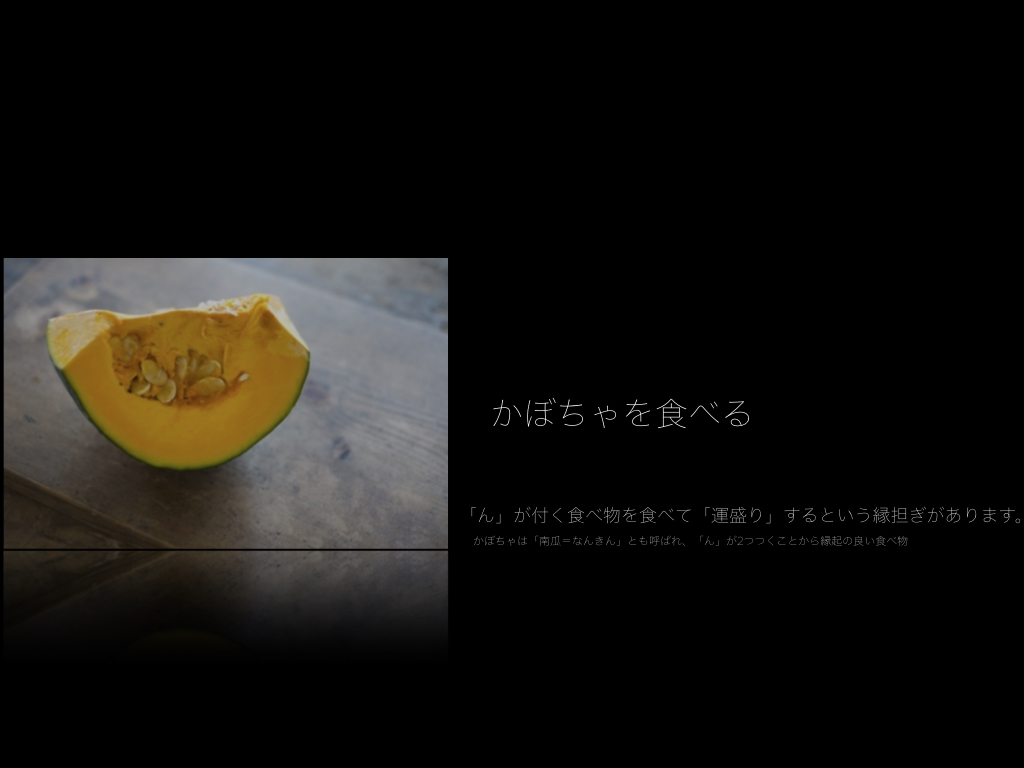 かぼちゃを食べる
「ん」が付く食べ物を食べて「運盛り」するという縁担ぎがあります。
かぼちゃは「南瓜＝なんきん」とも呼ばれ、「ん」が2つつくことから縁起の良い食べ物